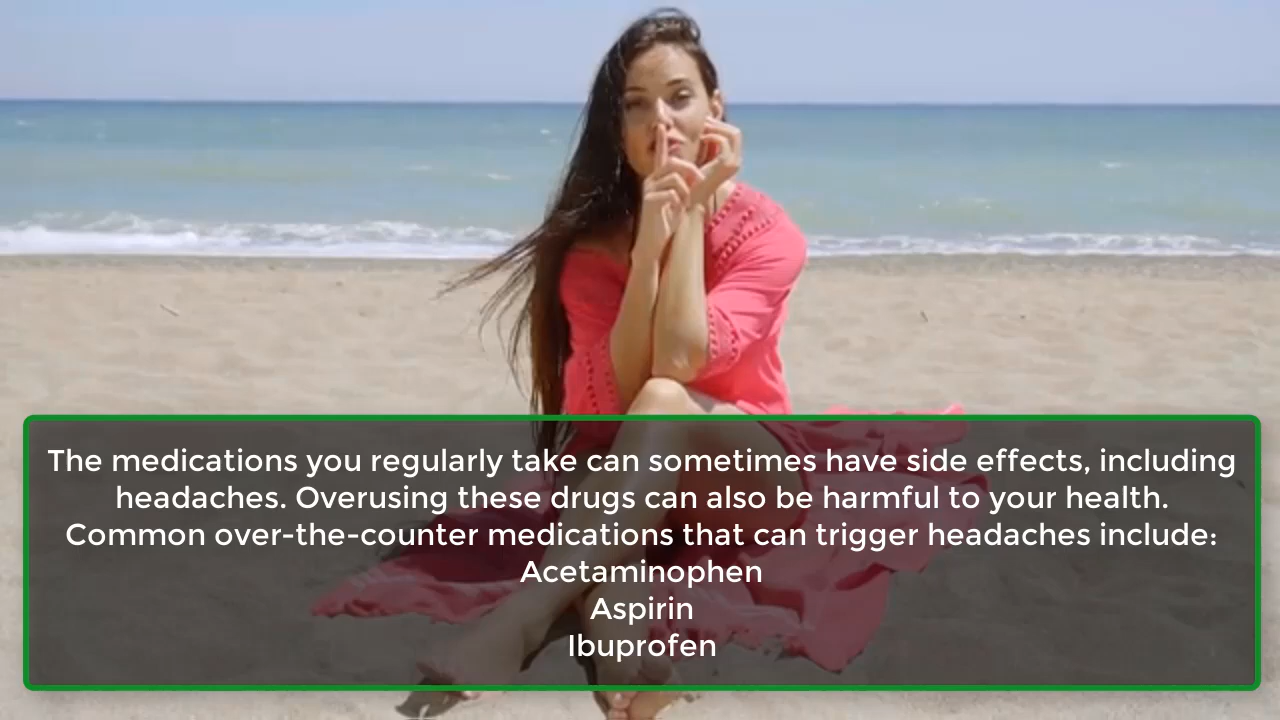 The medications you regularly take can sometimes have side effects, including
headaches. Overusing these drugs can also be harmful to your health.
Common over-the-counter medications that can trigger headaches include:
Acetaminophen
Aspirin
Ibuprofen